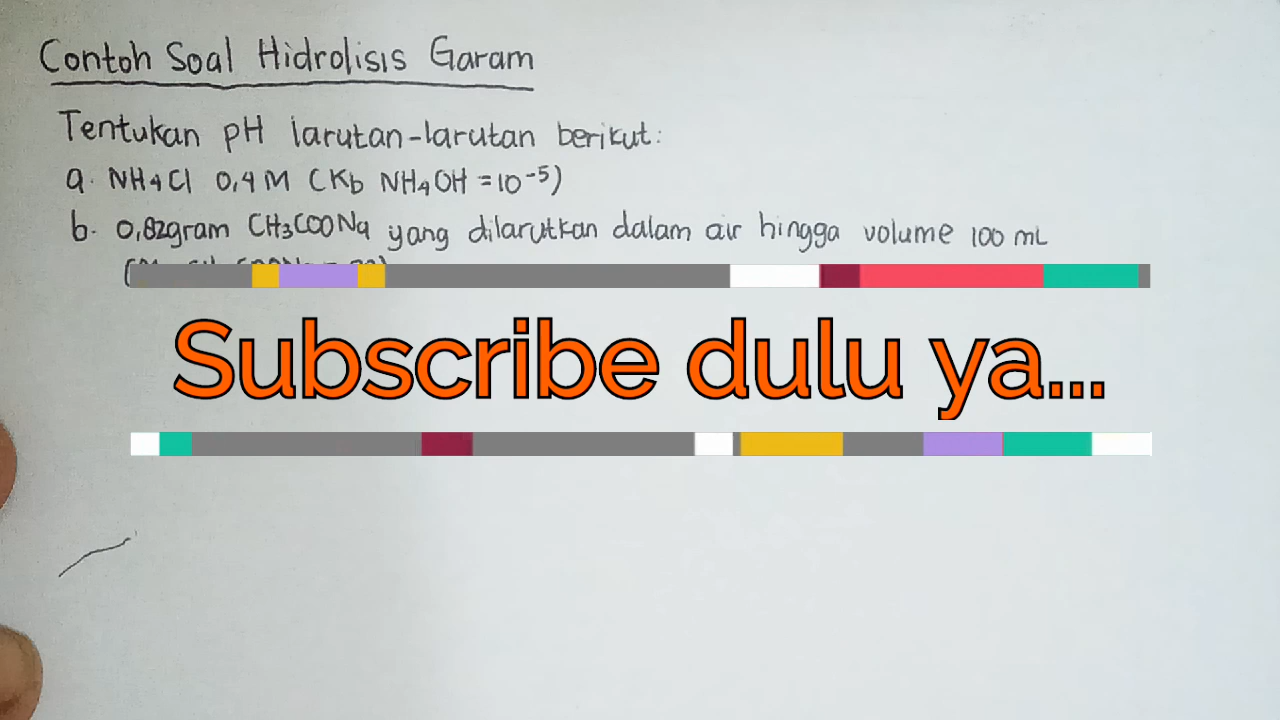 Contoh Soal Hidrolisis Garam
Tentukan pH larutan-larutan berikut:
a. NH4Cl 0,4 M (Kb NH4OH = 10⁻⁵)
b. 0,82gram CH3COONa yang dilarutkan dalam air hingga volume 100 mL
Subscribe dulu ya...